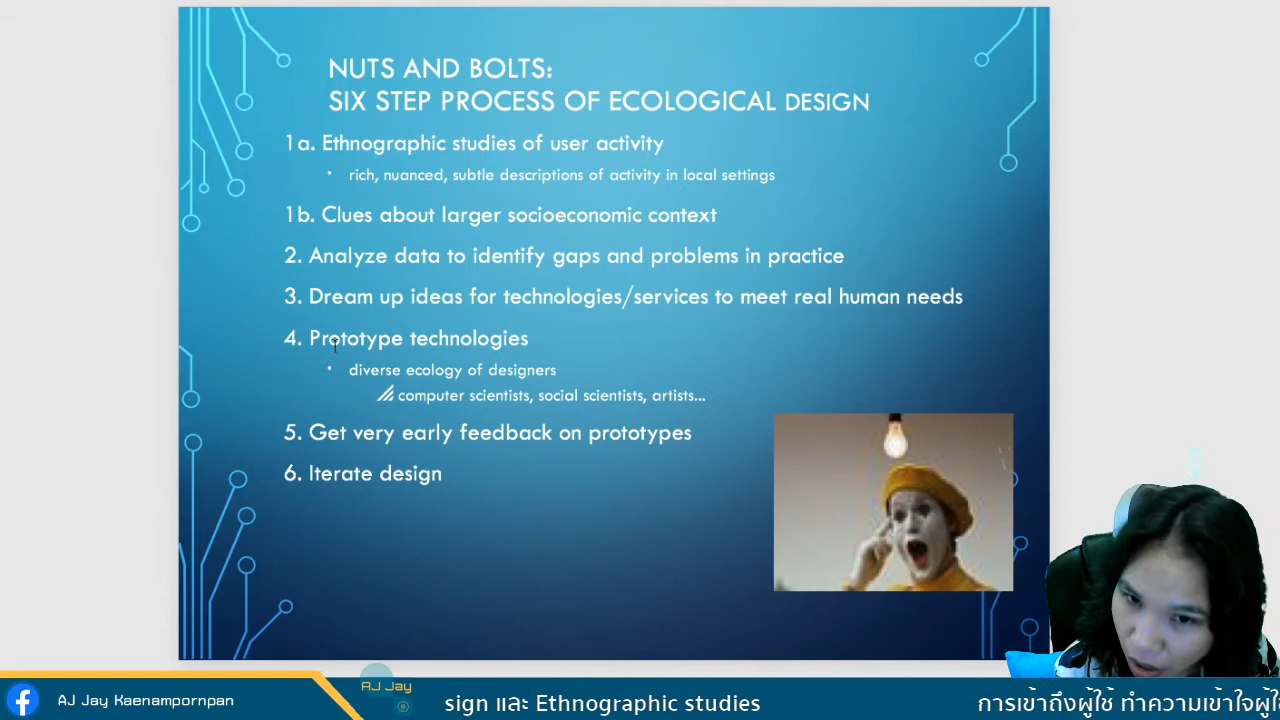 NUTS AND BOLTS:
SIX STEP PROCESS OF ECOLOGICAL DESIGN
1a. Ethnographic studies of user activity
• rich, nuanced, subtle descriptions of activity in local settings
1b. Clues about larger socioeconomic context
2. Analyze data to identify gaps and problems in practice
3. Dream up ideas for technologies/services to meet real human needs
4. Prototype technologies
• diverse ecology of designers
computer scientists, social scientists, artists...
5. Get very early feedback on prototypes
6. Iterate design
AJ Jay Kaenampornpan
AJ Jay
sign และ Ethnographic studies
การเข้าถึงผู้ใช้ ทำความเข้าใจผู้ใ